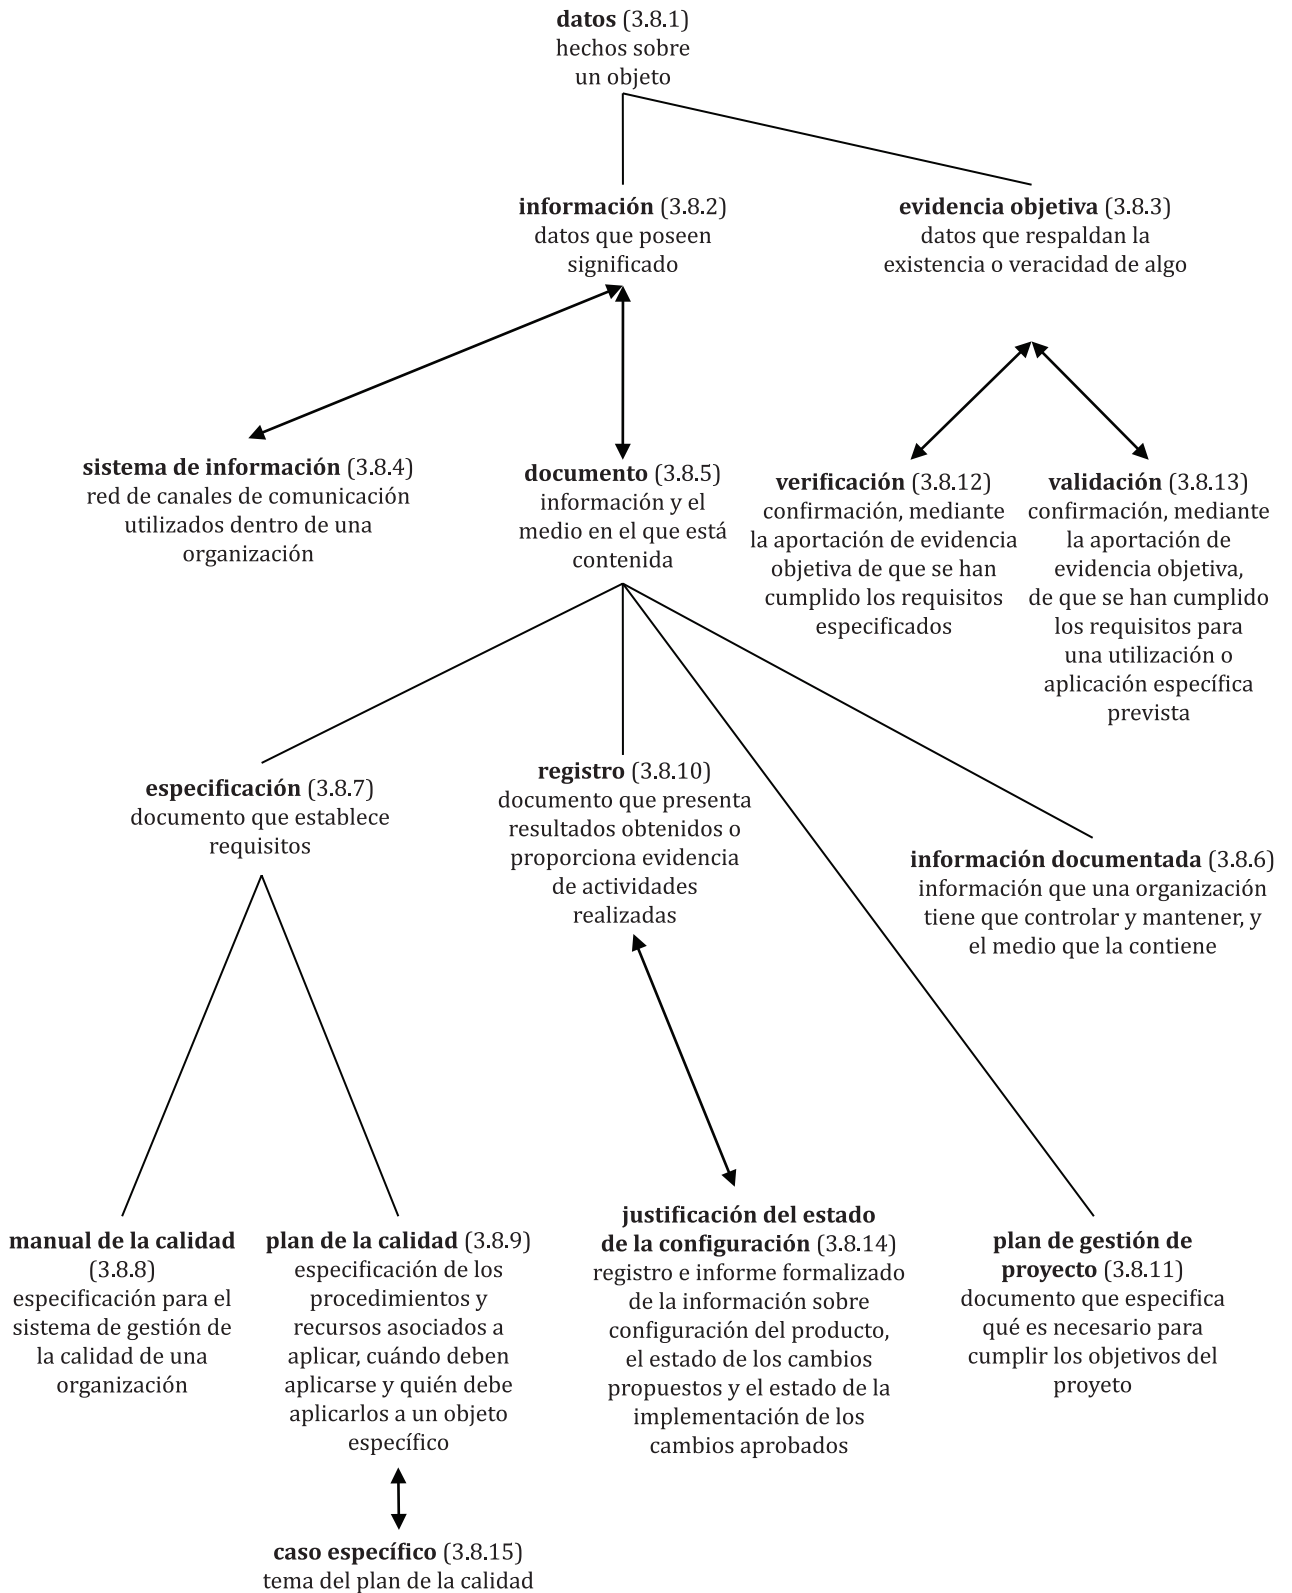 datos (3.8.1)
hechos sobre
un objeto
información (3.8.2)
datos que poseen
significado
evidencia objetiva (3.8.3)
datos que respaldan la
existencia o veracidad de algo
sistema de información (3.8.4)
red de canales de comunicación
utilizados dentro de una
organización
documento (3.8.5)
información y el
medio en el que está
contenida
verificación (3.8.12)
confirmación, mediante
la aportación de evidencia
objetiva de que se han
cumplido los requisitos
especificados
validación (3.8.13)
confirmación, mediante
la aportación de
evidencia objetiva,
de que se han cumplido
los requisitos para
una utilización o
aplicación específica
prevista
especificación (3.8.7)
documento que establece
requisitos
registro (3.8.10)
documento que presenta
resultados obtenidos o
proporciona evidencia
de actividades
realizadas
información documentada (3.8.6)
información que una organización
tiene que controlar y mantener, y
el medio que la contiene
manual de la calidad
(3.8.8)
especificación para el
sistema de gestión de
la calidad de una
organización
plan de la calidad (3.8.9)
especificación de los
procedimientos y
recursos asociados a
aplicar, cuándo deben
aplicarse y quién debe
aplicarlos a un objeto
específico
justificación del estado
de la configuración (3.8.14)
registro e informe formalizado
de la información sobre
configuración del producto,
el estado de los cambios
propuestos y el estado de la
implementación de los
cambios aprobados
plan de gestión de
proyecto (3.8.11)
documento que especifica
qué es necesario para
cumplir los objetivos del
proyeto
caso específico (3.8.15)
tema del plan de la calidad